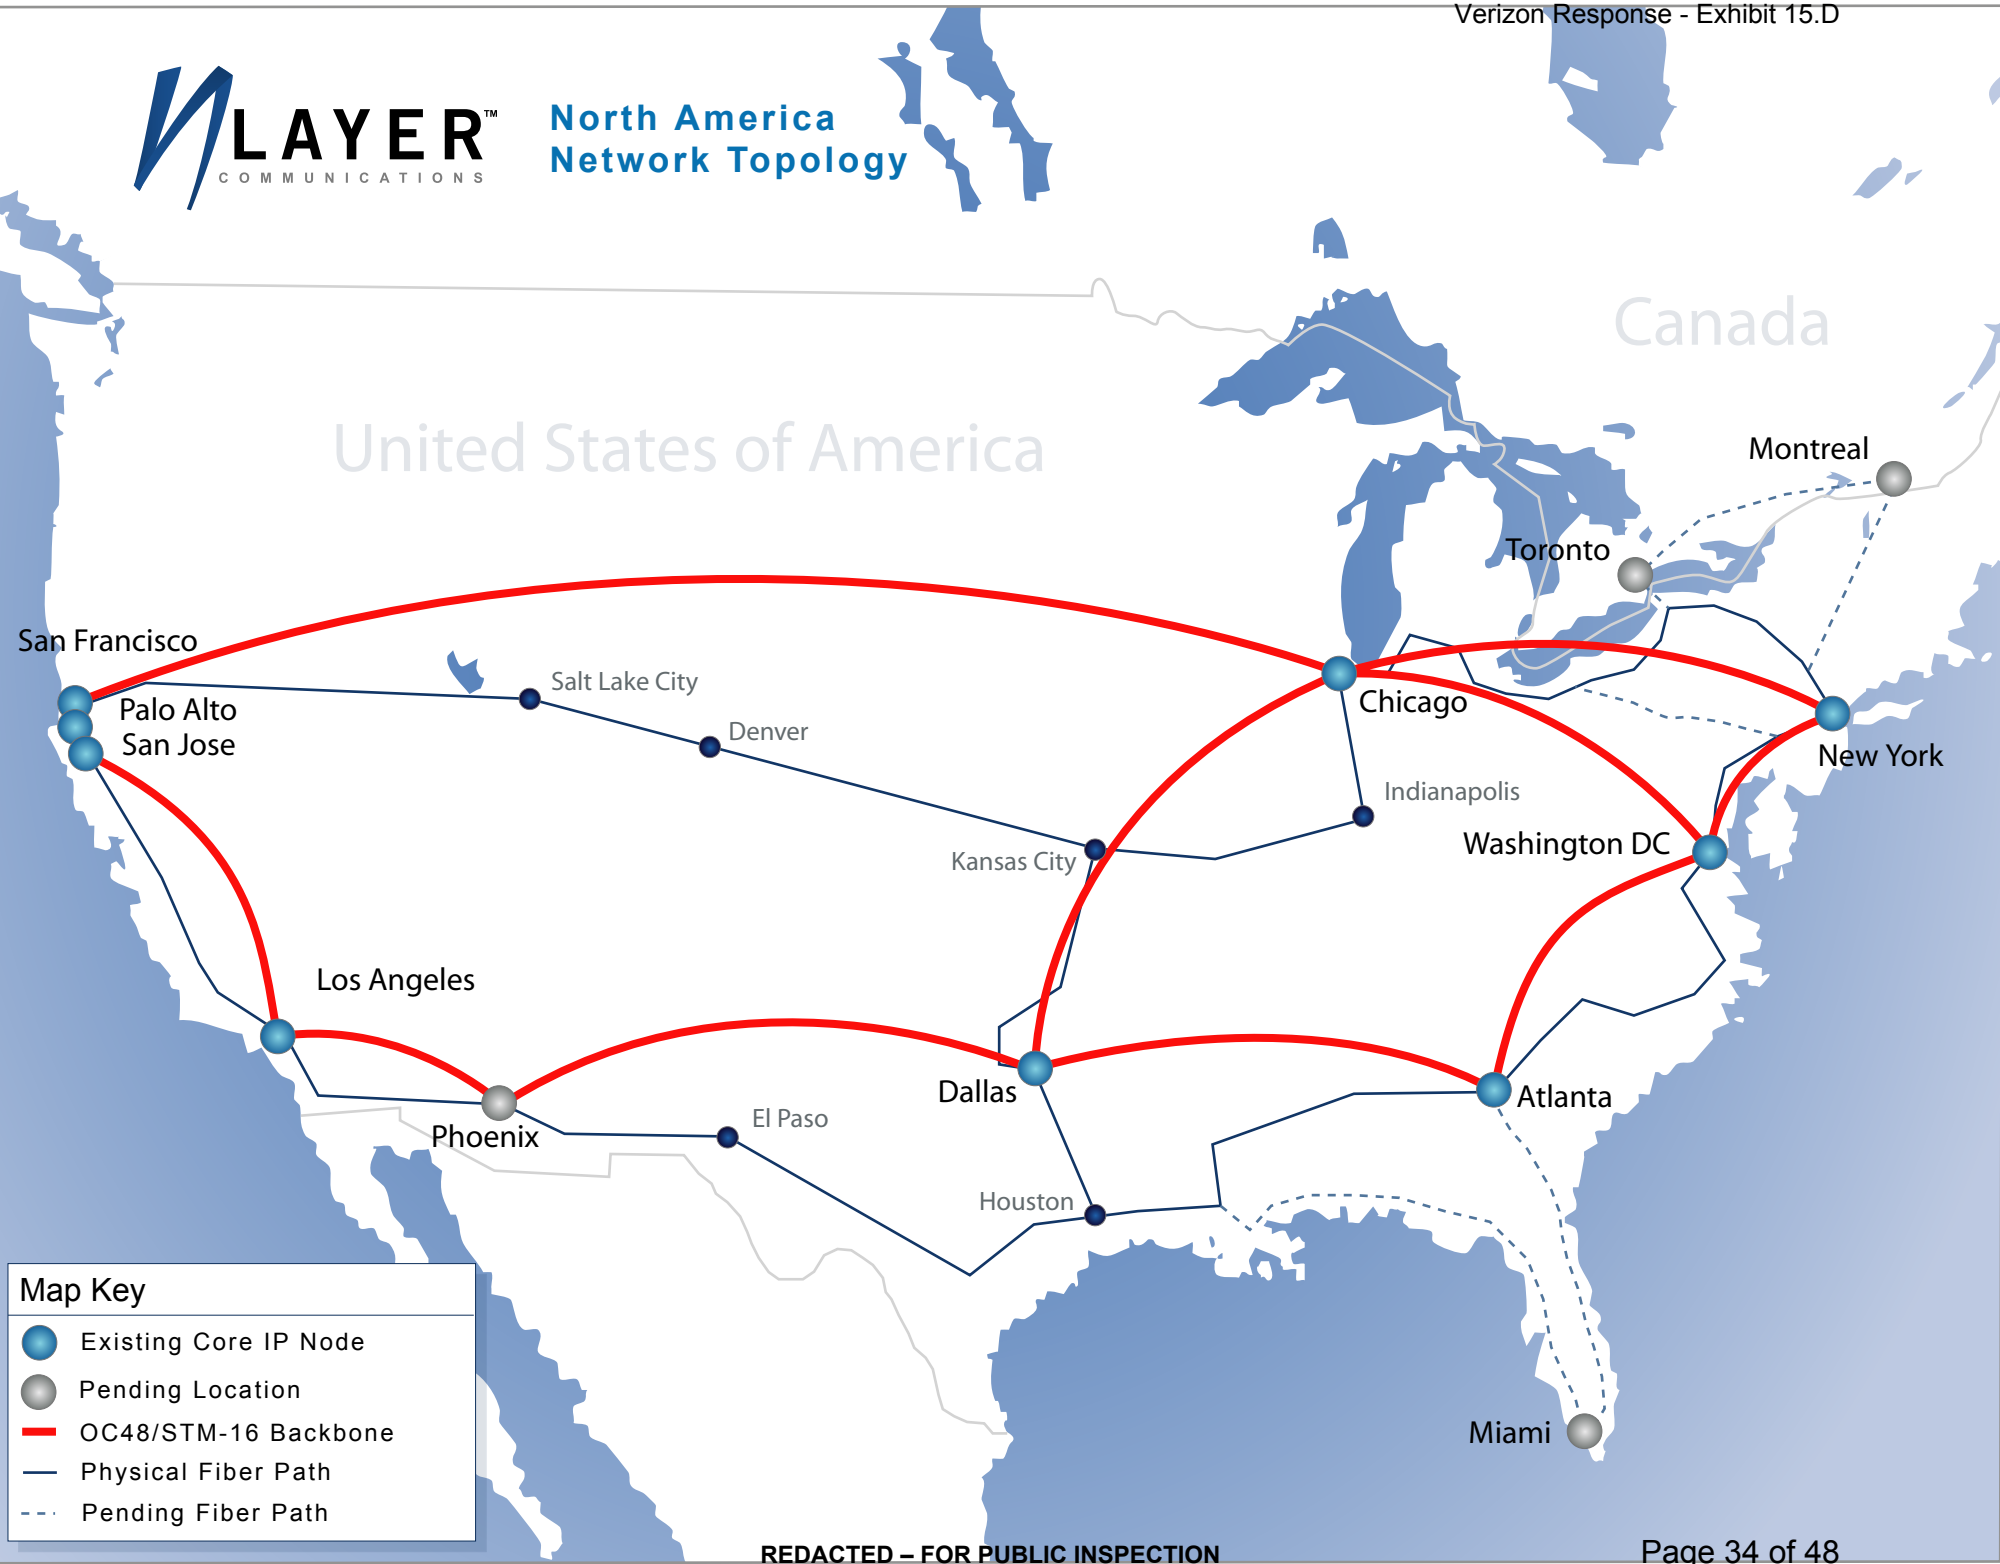 Verizon Response - Exhibit 15.D
NLAYER™
COMMUNICATIONS
North America
Network Topology
Canada
United States of America
Montreal
Toronto
San Francisco
Salt Lake City
Palo Alto
Chicago
Denver
San Jose
New York
Indianapolis
Washington DC
Kansas City
Los Angeles
Dallas
Atlanta
El Paso
Phoenix
Houston
Map Key
Existing Core IP Node
Pending Location
OC48/STM-16 Backbone
Miami
Physical Fiber Path
Pending Fiber Path
REDACTED – FOR PUBLIC INSPECTION
Page 34 of 48